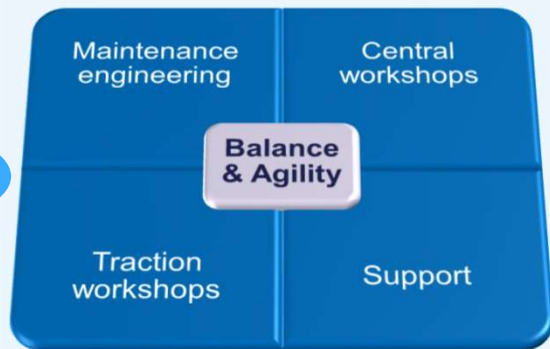 Maintenance
engineering
Central
workshops
Balance
& Agility
Traction
workshops
Support